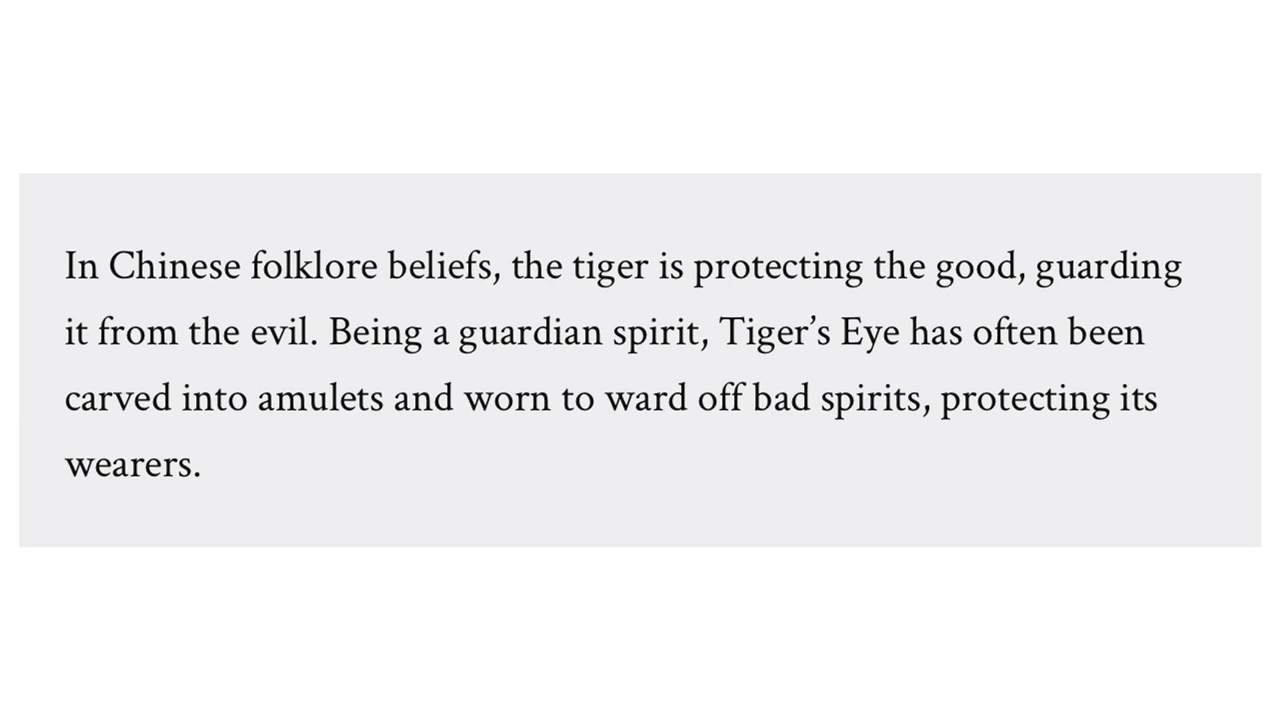 In Chinese folklore beliefs, the tiger is protecting the good, guarding
it from the evil. Being a guardian spirit, Tiger’s Eye has often been
carved into amulets and worn to ward off bad spirits, protecting its
wearers.